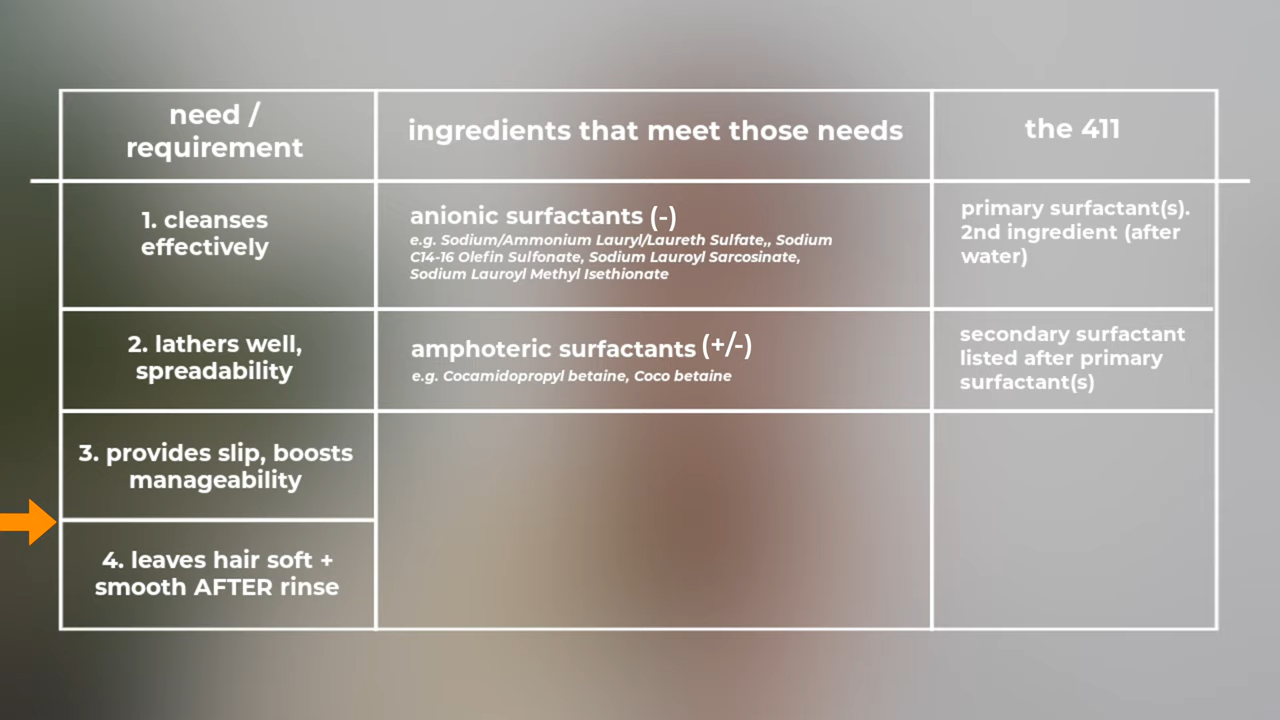 need /
requirement
ingredients that meet those needs
the 411
1. cleanses
effectively
anionic surfactants (-)
e.g. Sodium/Ammonium Lauryl/Laureth Sulfate,, Sodium
C14-16 Olefin Sulfonate, Sodium Lauroyl Sarcosinate,
Sodium Lauroyl Methyl Isethionate
primary surfactant(s).
2nd ingredient (after
water)
2. lathers well,
spreadability
amphoteric surfactants (+/-)
e.g. Cocamidopropyl betaine, Coco betaine
secondary surfactant
listed after primary
surfactant(s)
3. provides slip, boosts
manageability
4. leaves hair soft +
smooth AFTER rinse